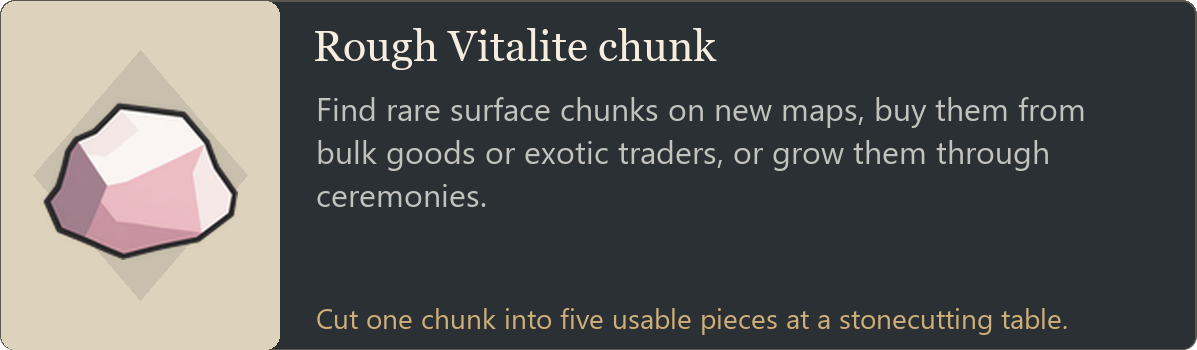 Rough Vitalite chunk
Find rare surface chunks on new maps, buy them from
bulk goods or exotic traders, or grow them through
ceremonies.
Cut one chunk into five usable pieces at a stonecutting table.